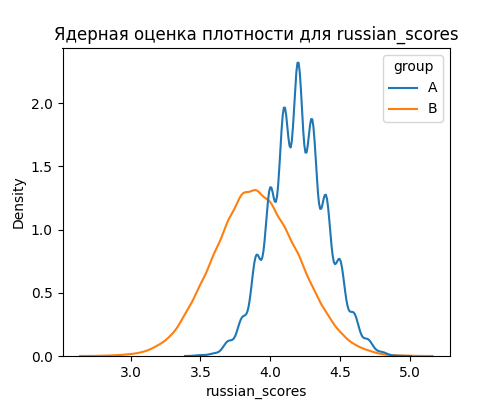 Ядерная оценка плотности для russian_scores
group
A
B
Density
2.0
1.5
1.0
0.5
0.0
3.0 3.5 4.0 4.5 5.0
russian_scores